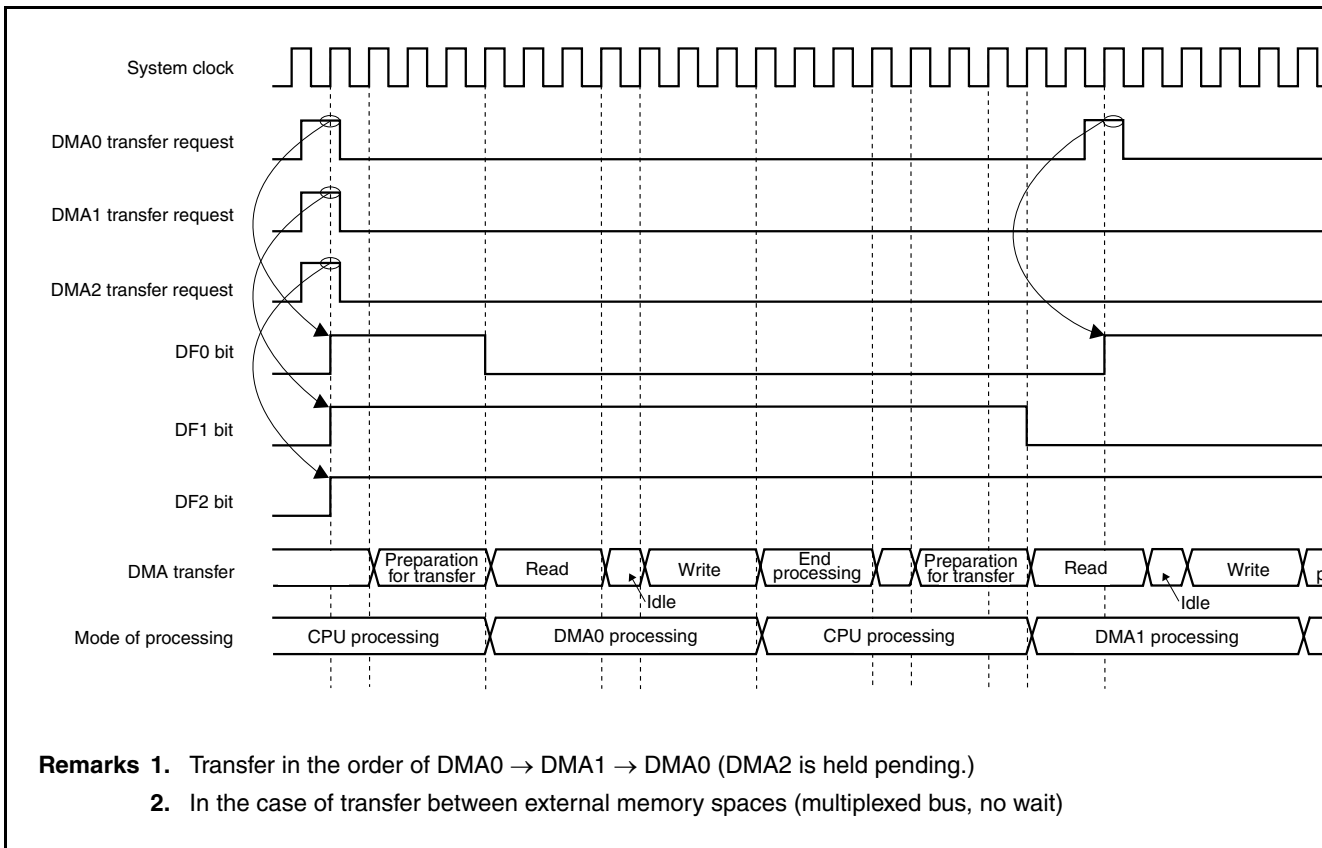 System clock
DMA0 transfer request
DMA1 transfer request
DMA2 transfer request
DF0 bit
DF1 bit
DF2 bit
DMA transfer
Preparation
for transfer
Read
Idle
Write
End
processing
Preparation
for transfer
Read
Idle
Write
p
Mode of processing
CPU processing
DMA0 processing
CPU processing
DMA1 processing
Remarks 1. Transfer in the order of DMA0 → DMA1 → DMA0 (DMA2 is held pending.)
2. In the case of transfer between external memory spaces (multiplexed bus, no wait)